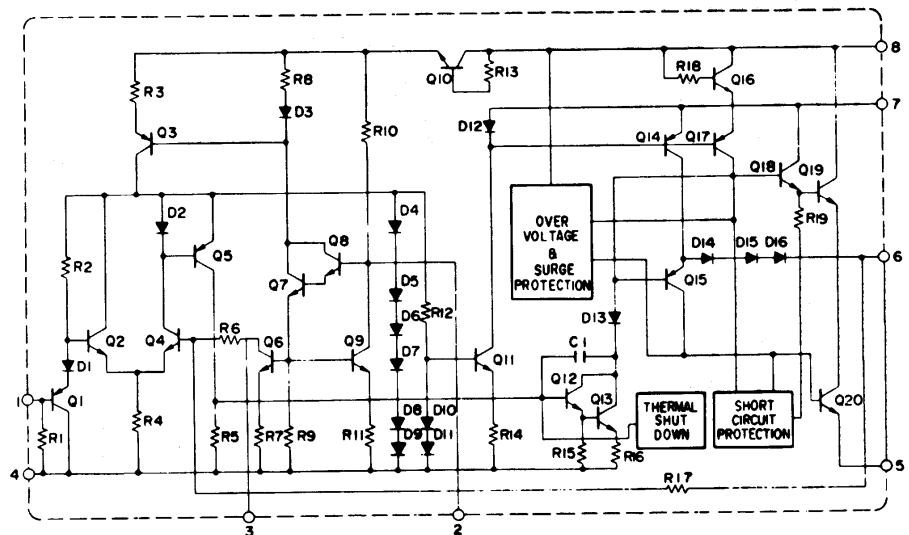 8
R3
R8
Q10
R13
R18
Q16
D3
R10
7
Q3
D12
Q14
Q17
Q18
Q19
R19
D2
D4
OVER
VOLTAGE
&
SURGE
PROTECTION
R2
Q5
Q8
Q7
D14
D15
D16
6
Q15
D5
D6
D7
R12
D13
Q2
Q4
R6
Q6
Q9
Q11
C1
D1
1
Q1
Q12
Q13
THERMAL
SHUT
DOWN
SHORT
CIRCUIT
PROTECTION
Q20
R1
R4
R5
R7
R9
R11
D8
D10
D9
D11
R14
R15
R16
4
R17
5
3
2